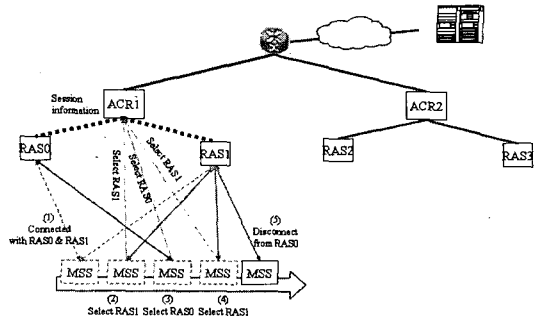 Session
information
ACR1
ACR2
RAS0
RAS1
RAS2
RAS3
Select RAS1
Select RAS0
Select RAS1
(1)
Connected
with RAS0 & RAS1
(5)
Disconnect
from RAS0
MSS
MSS
MSS
MSS
MSS
(2)
(3)
(4)
Select RAS1
Select RAS0
Select RAS1